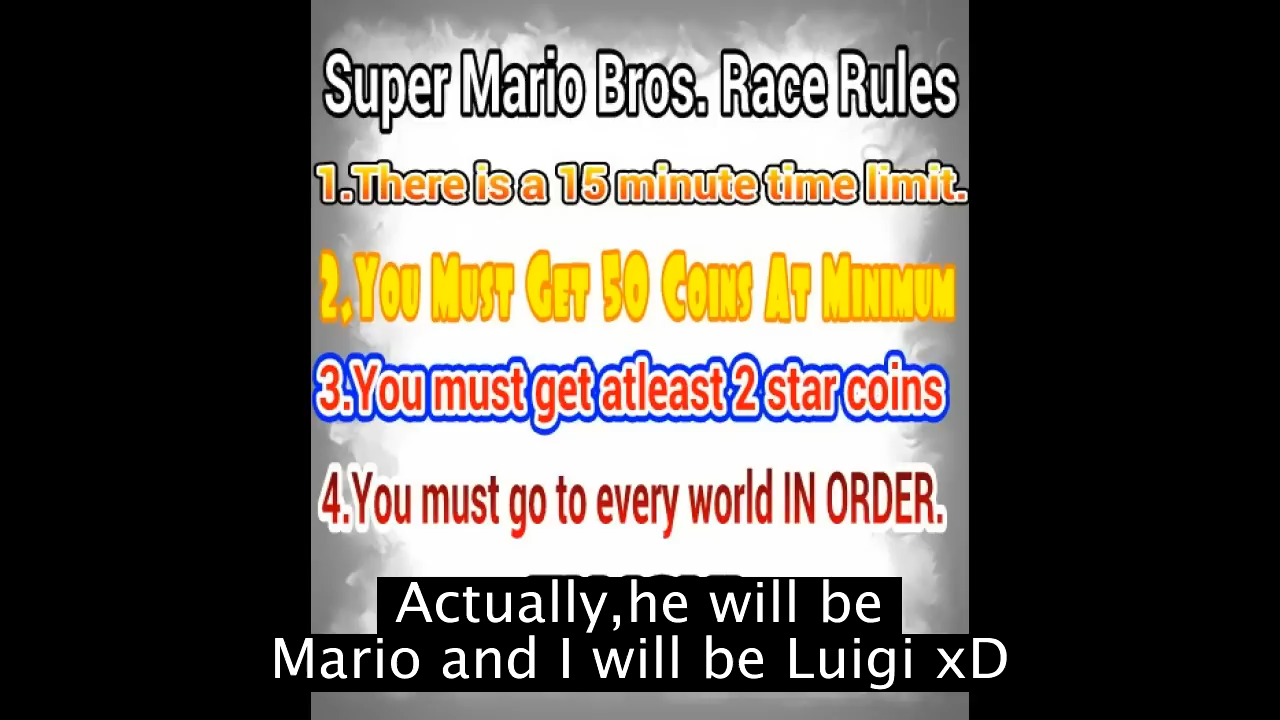 Super Mario Bros. Race Rules
1.There is a 15 minute time limit.
2.You Must Get 50 Coins At Minimum
3.You must get atleast 2 star coins
4.You must go to every world IN ORDER.
Actually,he will be
Mario and I will be Luigi xD